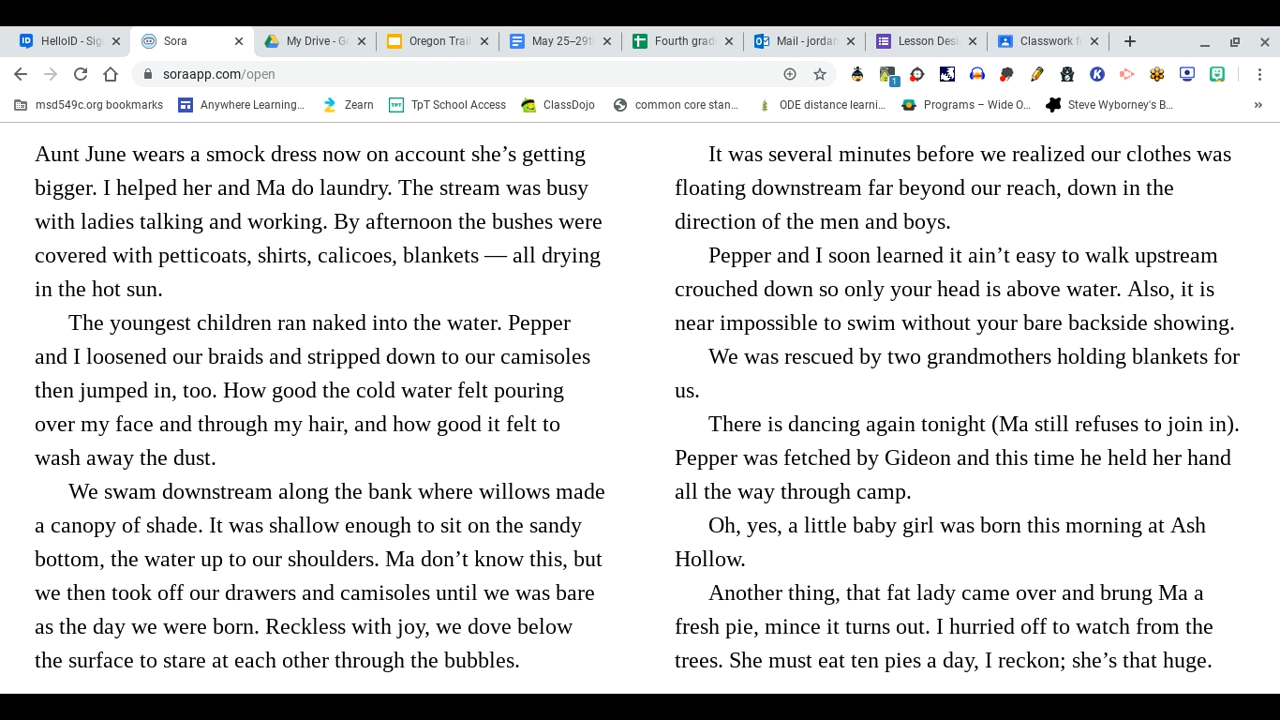 HelloID - Sig
Sora
My Drive - Go
Oregon Trail
May 25–29th
Fourth grad
Mail - jordan
Lesson Desi
Classwork f
soraapp.com/open
1
msd549c.org bookmarks
Anywhere Learning...
Zearn
TPT
TpT School Access
ClassDojo
common core stan...
ODE distance learni...
Programs – Wide O...
Steve Wyborney's B...
»
Aunt June wears a smock dress now on account she’s getting
bigger. I helped her and Ma do laundry. The stream was busy
with ladies talking and working. By afternoon the bushes were
covered with petticoats, shirts, calicoes, blankets — all drying
in the hot sun.
The youngest children ran naked into the water. Pepper
and I loosened our braids and stripped down to our camisoles
then jumped in, too. How good the cold water felt pouring
over my face and through my hair, and how good it felt to
wash away the dust.
We swam downstream along the bank where willows made
a canopy of shade. It was shallow enough to sit on the sandy
bottom, the water up to our shoulders. Ma don’t know this, but
we then took off our drawers and camisoles until we was bare
as the day we were born. Reckless with joy, we dove below
the surface to stare at each other through the bubbles.
It was several minutes before we realized our clothes was
floating downstream far beyond our reach, down in the
direction of the men and boys.
Pepper and I soon learned it ain’t easy to walk upstream
crouched down so only your head is above water. Also, it is
near impossible to swim without your bare backside showing.
We was rescued by two grandmothers holding blankets for
us.
There is dancing again tonight (Ma still refuses to join in).
Pepper was fetched by Gideon and this time he held her hand
all the way through camp.
Oh, yes, a little baby girl was born this morning at Ash
Hollow.
Another thing, that fat lady came over and brung Ma a
fresh pie, mince it turns out. I hurried off to watch from the
trees. She must eat ten pies a day, I reckon; she’s that huge.